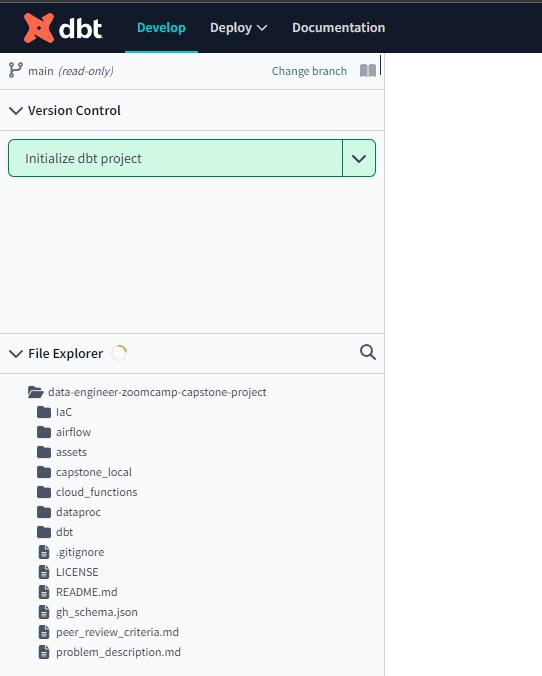 dbt Develop Deploy Documentation
main (read-only) Change branch
Version Control
Initialize dbt project
File Explorer
data-engineer-zoomcamp-capstone-project
IaC
airflow
assets
capstone_local
cloud_functions
dataproc
dbt
.gitignore
LICENSE
README.md
gh_schema.json
peer_review_criteria.md
problem_description.md